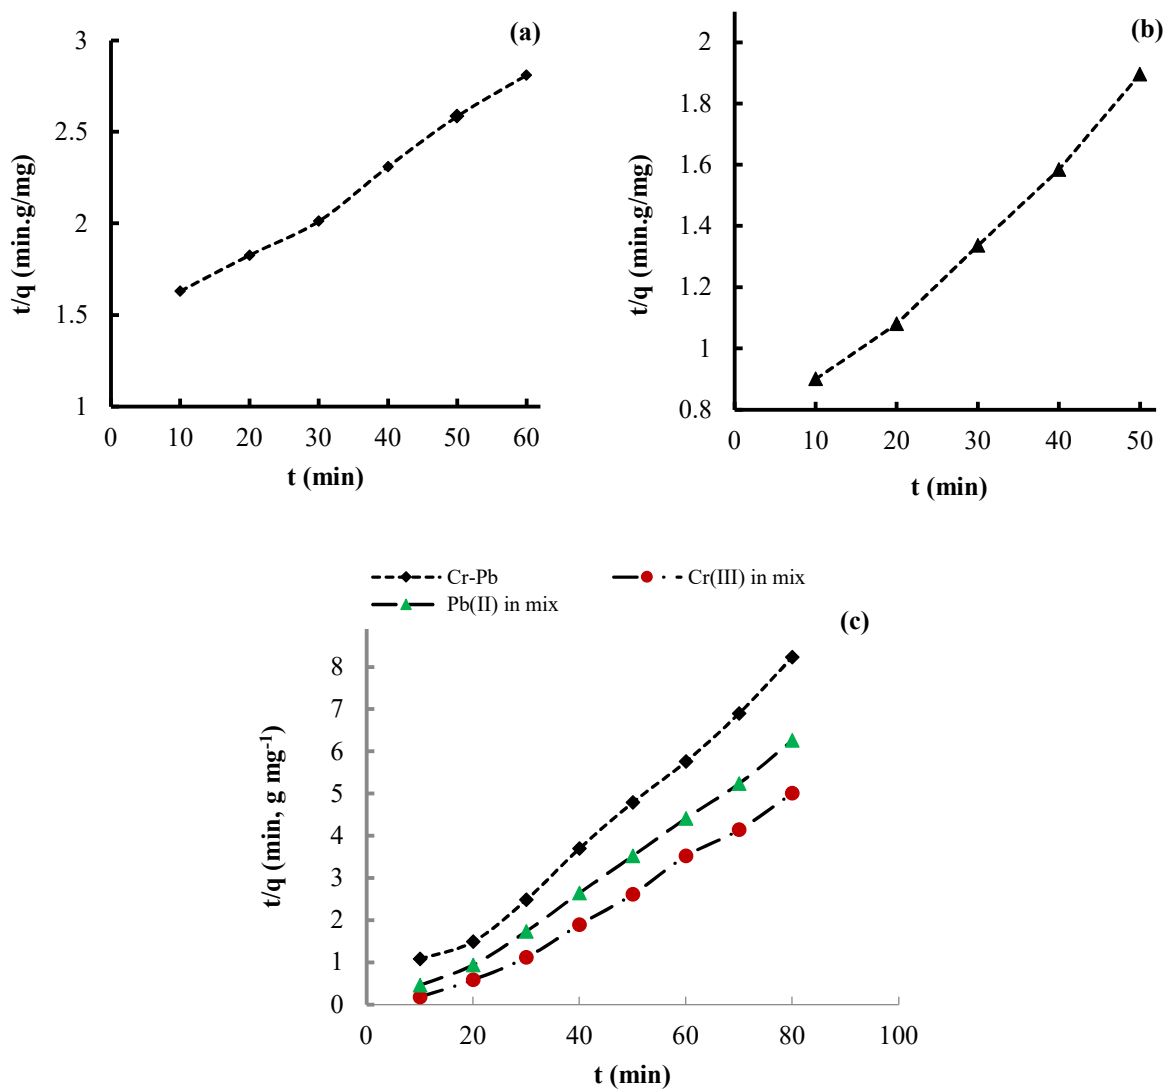 (a)
3
2.5
2
1.5
1
0 10 20 30 40 50 60
t/q (min.g/mg)
t (min)
(b)
2
1.8
1.6
1.4
1.2
1
0.8
0 10 20 30 40 50
t/q (min.g/mg)
t (min)
Cr-Pb
Cr(III) in mix
Pb(II) in mix
(c)
8
7
6
5
4
3
2
1
0
0 20 40 60 80 100
t/q (min, g mg⁻¹)
t (min)